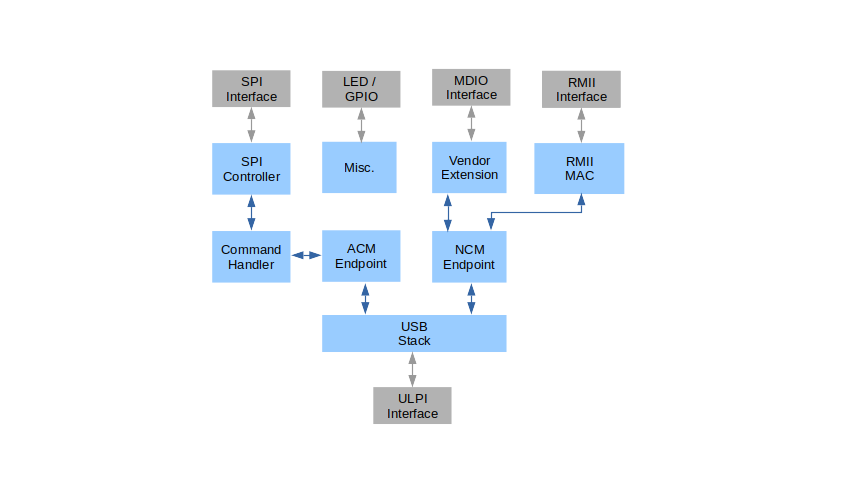 SPI
Interface
LED /
GPIO
MDIO
Interface
RMII
Interface
SPI
Controller
Misc.
Vendor
Extension
RMII
MAC
Command
Handler
ACM
Endpoint
NCM
Endpoint
USB
Stack
ULPI
Interface